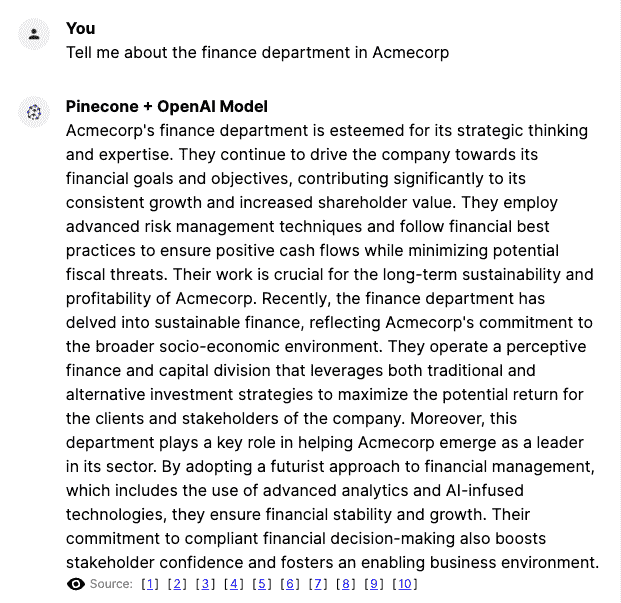 You
Tell me about the finance department in Acmecorp
Pinecone + OpenAI Model
Acmecorp's finance department is esteemed for its strategic thinking
and expertise. They continue to drive the company towards its
financial goals and objectives, contributing significantly to its
consistent growth and increased shareholder value. They employ
advanced risk management techniques and follow financial best
practices to ensure positive cash flows while minimizing potential
fiscal threats. Their work is crucial for the long-term sustainability and
profitability of Acmecorp. Recently, the finance department has
delved into sustainable finance, reflecting Acmecorp's commitment to
the broader socio-economic environment. They operate a perceptive
finance and capital division that leverages both traditional and
alternative investment strategies to maximize the potential return for
the clients and stakeholders of the company. Moreover, this
department plays a key role in helping Acmecorp emerge as a leader
in its sector. By adopting a futurist approach to financial management,
which includes the use of advanced analytics and AI-infused
technologies, they ensure financial stability and growth. Their
commitment to compliant financial decision-making also boosts
stakeholder confidence and fosters an enabling business environment.
Source: [1] [2] [3] [4] [5] [6] [7] [8] [9] [10]